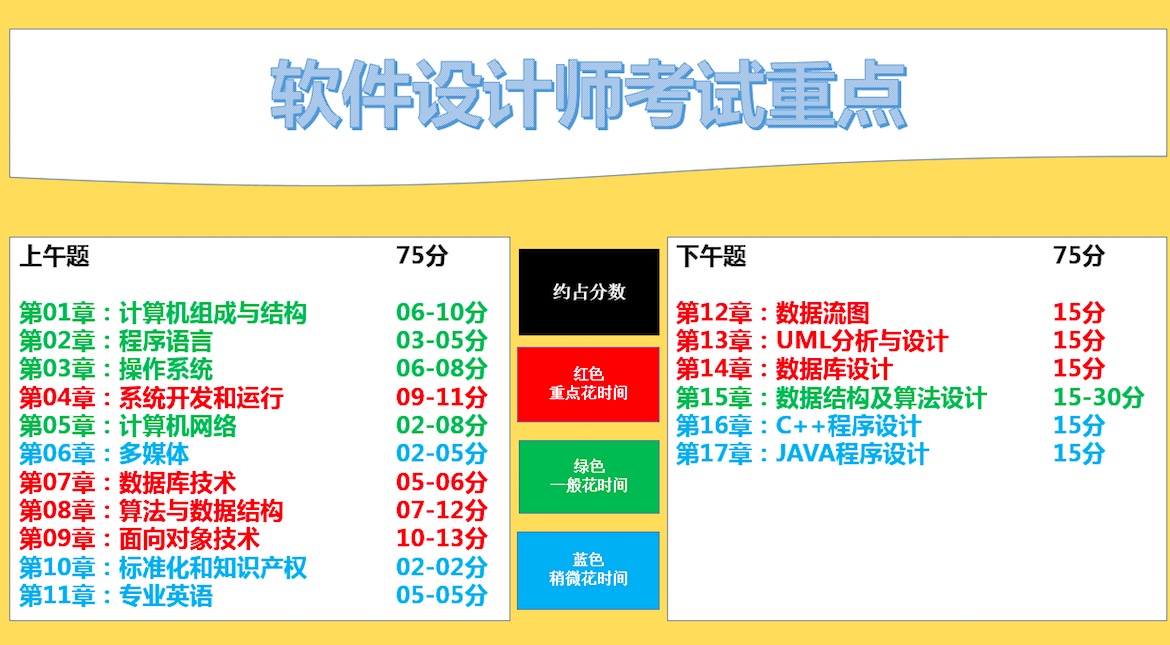 软件设计师考试重点
上午题 75分
第01章：计算机组成与结构 06-10分
第02章：程序语言 03-05分
第03章：操作系统 06-08分
第04章：系统开发和运行 09-11分
第05章：计算机网络 02-08分
第06章：多媒体 02-05分
第07章：数据库技术 05-06分
第08章：算法与数据结构 07-12分
第09章：面向对象技术 10-13分
第10章：标准化和知识产权 02-02分
第11章：专业英语 05-05分
约占分数
红色
重点花时间
绿色
一般花时间
蓝色
稍微花时间
下午题 75分
第12章：数据流图 15分
第13章：UML分析与设计 15分
第14章：数据库设计 15分
第15章：数据结构及算法设计 15-30分
第16章：C++程序设计 15分
第17章：JAVA程序设计 15分